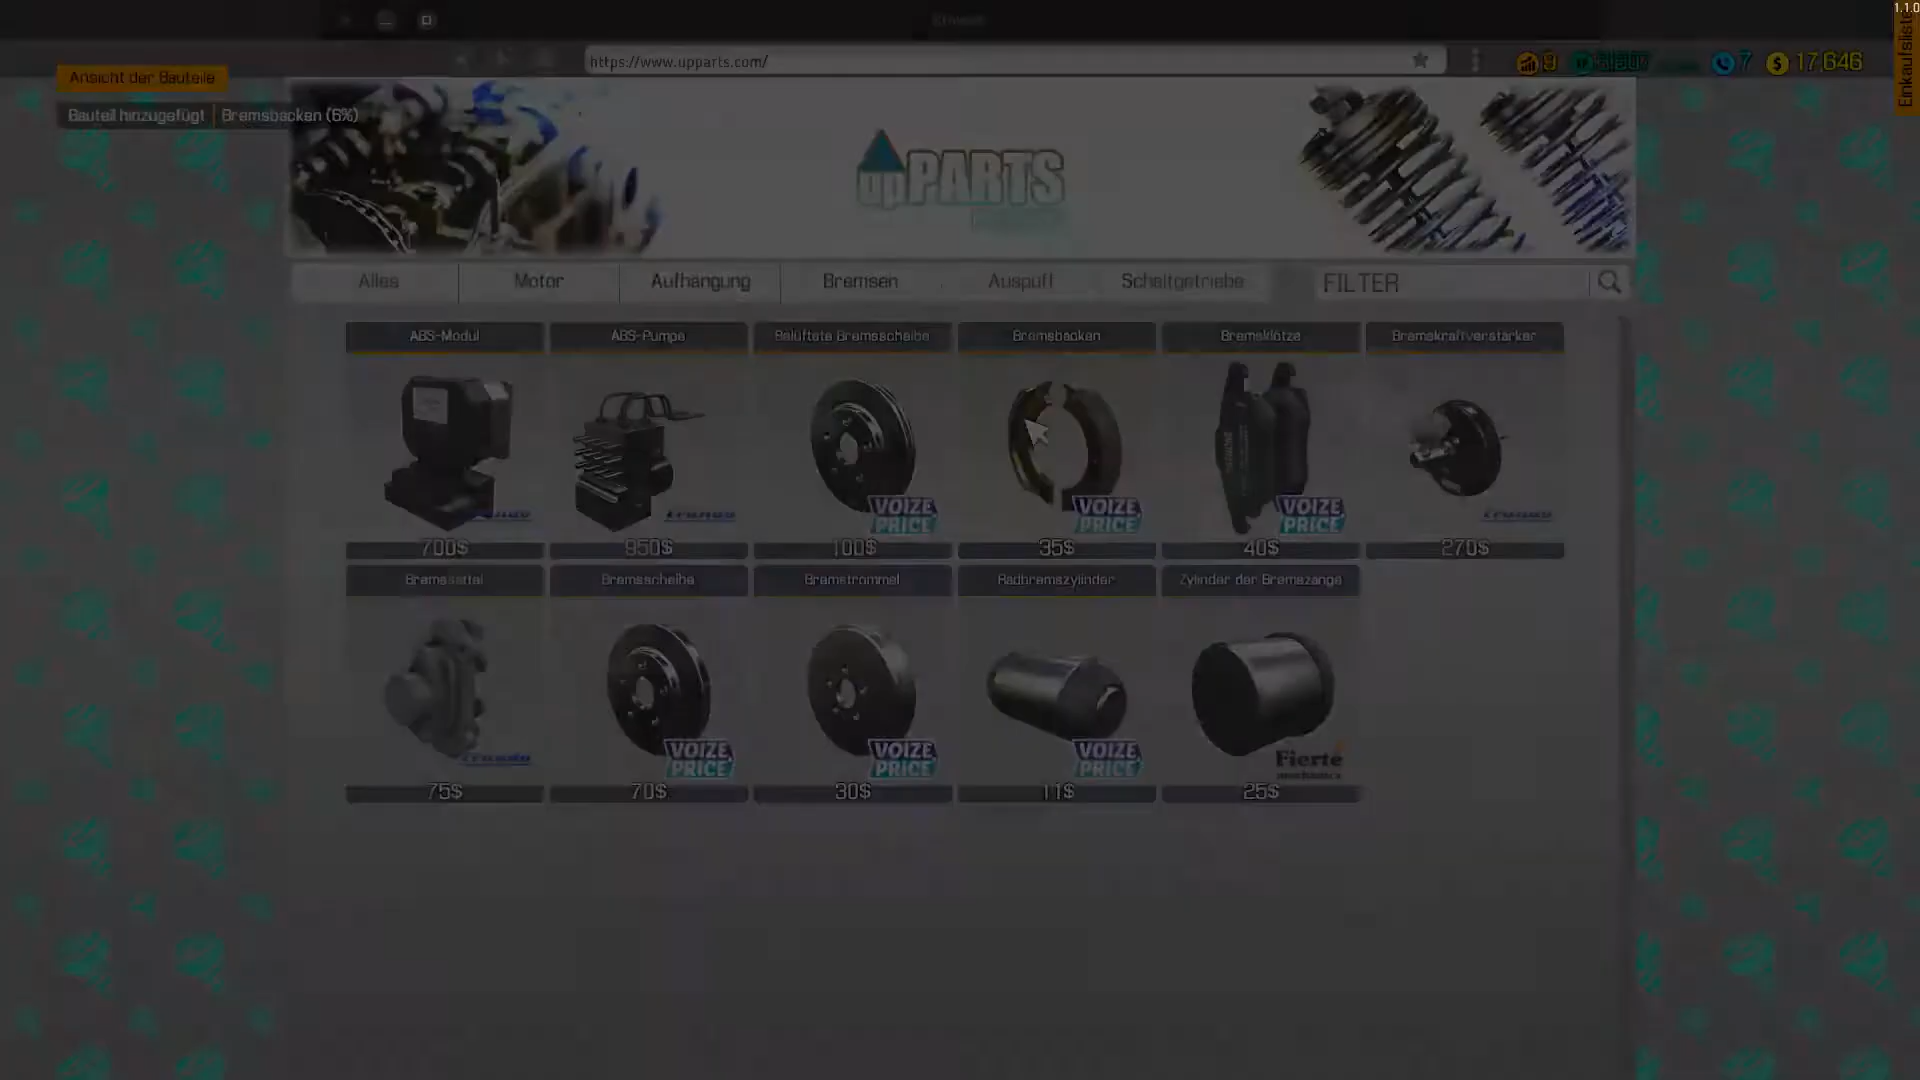 1.1.0
https://www.upparts.com/
7
17,646
Einkaufsliste
Ansicht der Bauteile
Bauteil hinzugefügt
Bremsbacken (6%)
upPARTS
Alles
Motor
Aufhängung
Bremsen
Auspuff
Schaltgetriebe
FILTER
ABS-Modul
ABS-Pumpe
Belüftete Bremsscheibe
Bremsbacken
Bremsklötze
Bremskraftverstärker
VOIZE
PRICE
VOIZE
PRICE
VOIZE
PRICE
700$
950$
100$
35$
40$
270$
Bremssattel
Bremsscheibe
Bremstrommel
Radbremszylinder
Zylinder der Bremszange
VOIZE
PRICE
VOIZE
PRICE
VOIZE
PRICE
Fierte
mechanics
75$
70$
30$
11$
25$